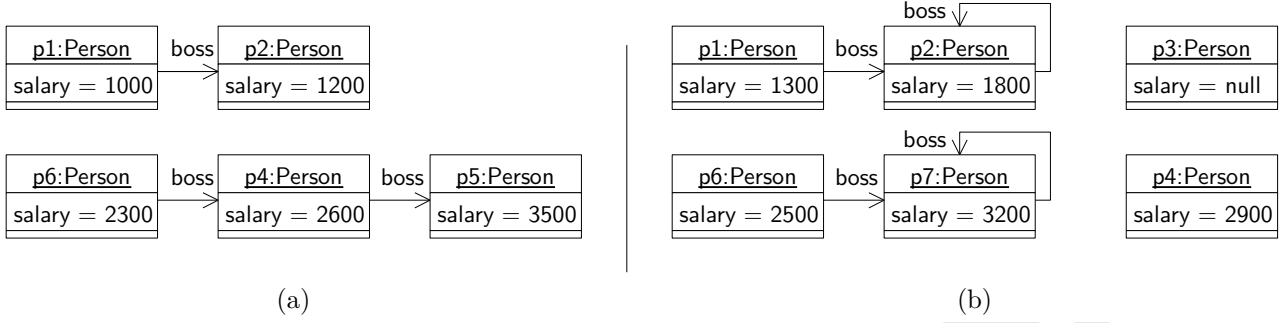 boss
p1:Person boss p2:Person p1:Person boss p2:Person p3:Person
salary = 1000 salary = 1200 salary = 1300 salary = 1800 salary = null
boss
p6:Person boss p4:Person boss p5:Person p6:Person boss p7:Person p4:Person
salary = 2300 salary = 2600 salary = 3500 salary = 2500 salary = 3200 salary = 2900
(a) (b)